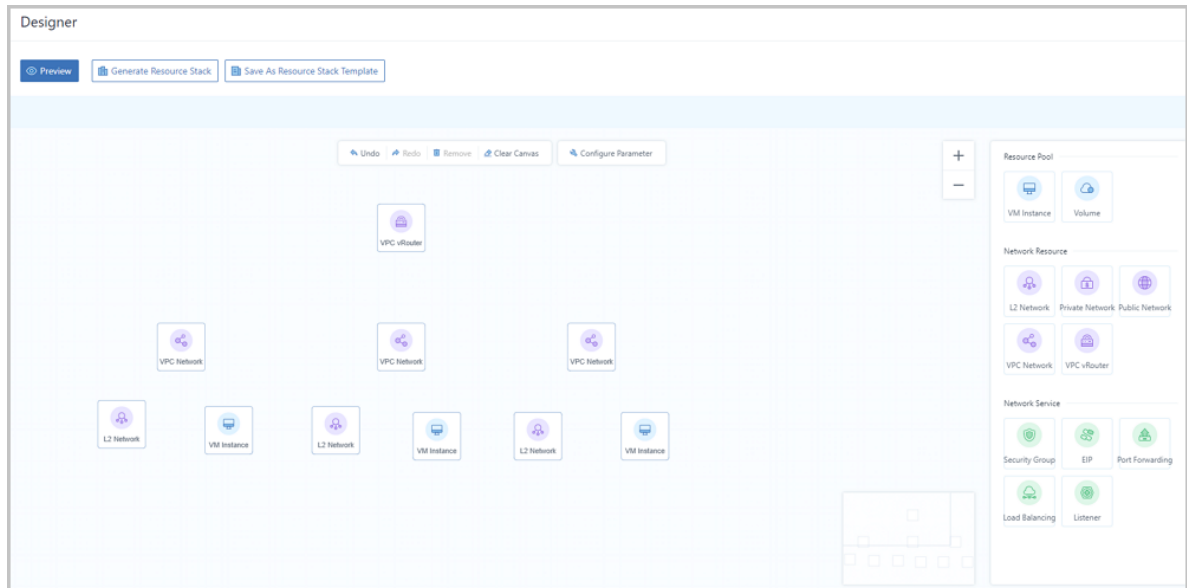 Designer
Preview
Generate Resource Stack
Save As Resource Stack Template
Undo
Redo
Remove
Clear Canvas
Configure Parameter
VPC vRouter
VPC Network
VPC Network
VPC Network
L2 Network
VM Instance
L2 Network
VM Instance
L2 Network
VM Instance
+
−
Resource Pool
VM Instance
Volume
Network Resource
L2 Network
Private Network
Public Network
VPC Network
VPC vRouter
Network Service
Security Group
EIP
Port Forwarding
Load Balancing
Listener